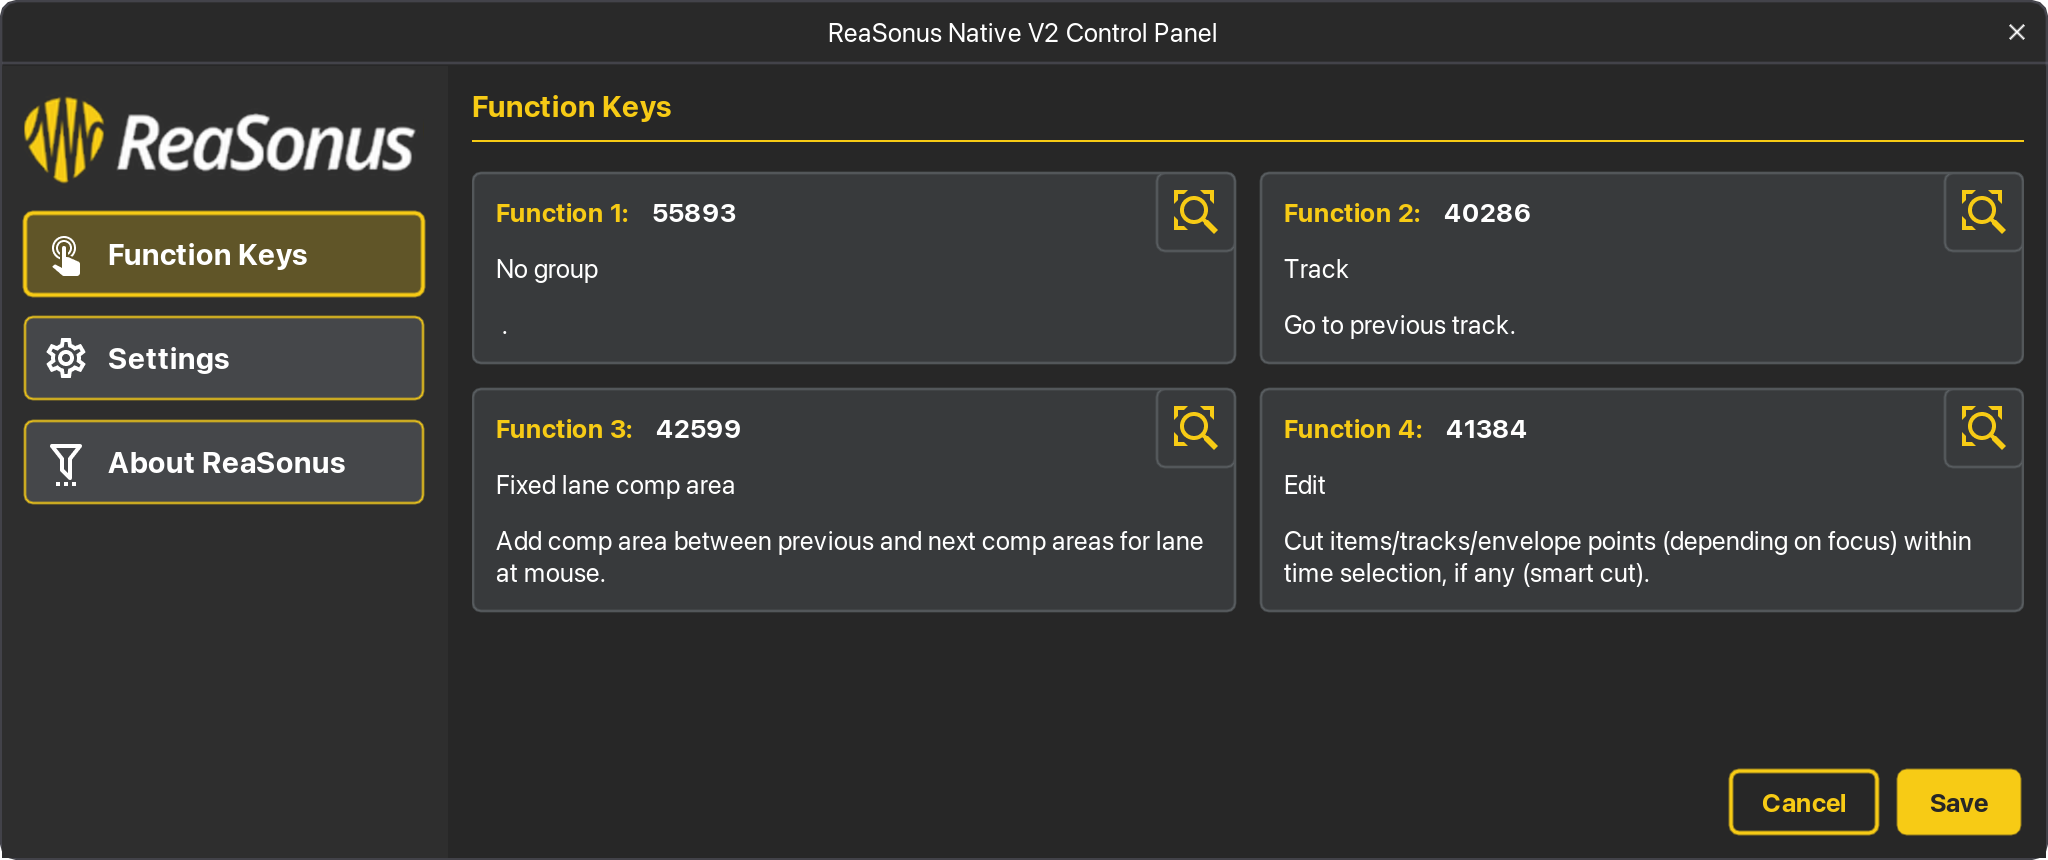 ReaSonus Native V2 Control Panel
ReaSonus
Function Keys
Settings
About ReaSonus
Function Keys
Function 1: 55893
No group
.
Function 2: 40286
Track
Go to previous track.
Function 3: 42599
Fixed lane comp area
Add comp area between previous and next comp areas for lane
at mouse.
Function 4: 41384
Edit
Cut items/tracks/envelope points (depending on focus) within
time selection, if any (smart cut).
Cancel
Save